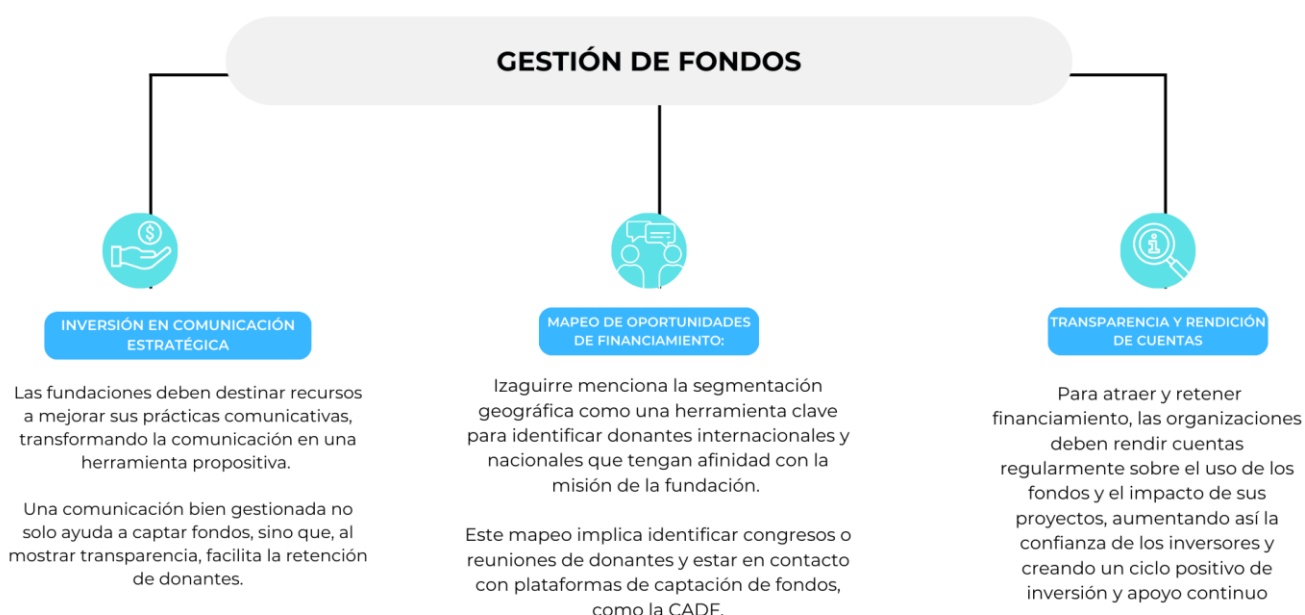 GESTIÓN DE FONDOS
INVERSIÓN EN COMUNICACIÓN
ESTRATÉGICA
Las fundaciones deben destinar recursos
a mejorar sus prácticas comunicativas,
transformando la comunicación en una
herramienta propositiva.
Una comunicación bien gestionada no
solo ayuda a captar fondos, sino que, al
mostrar transparencia, facilita la retención
de donantes.
MAPEO DE OPORTUNIDADES
DE FINANCIAMIENTO:
Izaguirre menciona la segmentación
geográfica como una herramienta clave
para identificar donantes internacionales y
nacionales que tengan afinidad con la
misión de la fundación.
Este mapeo implica identificar congresos o
reuniones de donantes y estar en contacto
con plataformas de captación de fondos,
como la CADE.
TRANSPARENCIA Y RENDICIÓN
DE CUENTAS
Para atraer y retener
financiamiento, las organizaciones
deben rendir cuentas
regularmente sobre el uso de los
fondos y el impacto de sus
proyectos, aumentando así la
confianza de los inversores y
creando un ciclo positivo de
inversión y apoyo continuo